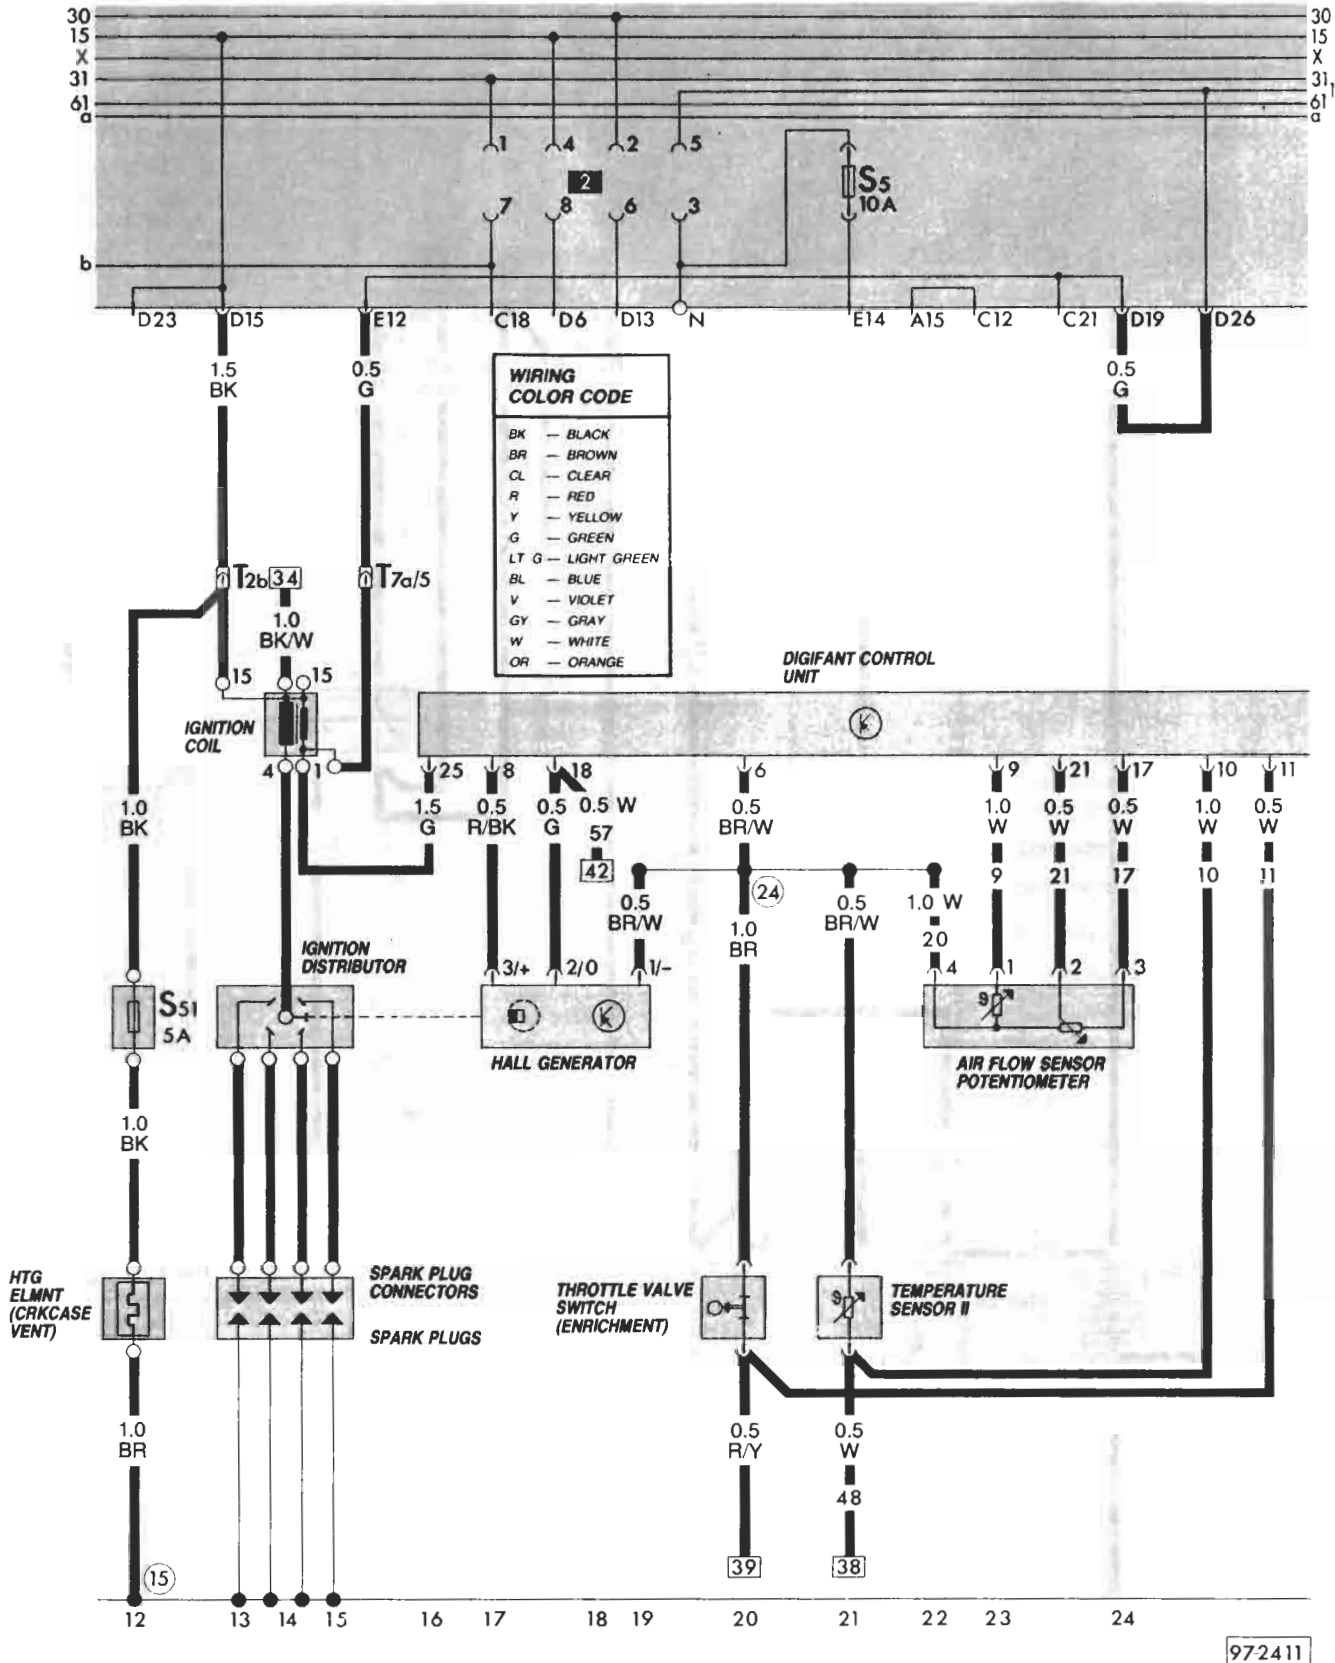 30 30
15 15
X X
31 31
1
61 61
a a
1 4 2 5
2
S5
10A
7 8 6 3
b
D23 D15 E12 C18 D6 D13 N E14 A15 C12 C21 D19 D26
1.5
BK
0.5
G
0.5
G
WIRING
COLOR CODE
BK — BLACK
BR — BROWN
CL — CLEAR
R — RED
Y — YELLOW
G — GREEN
LT G — LIGHT GREEN
BL — BLUE
V — VIOLET
GY — GRAY
W — WHITE
OR — ORANGE
T2b 34 T7a/5
1.0
BK/W
15 15
DIGIFANT CONTROL
UNIT
IGNITION
COIL
4 1 25 8 18 6 9 21 17 10 11
1.0
BK
1.5
G
0.5
R/BK
0.5
G
0.5 W
57
42
0.5
BR/W
1.0
W
9
0.5
W
21
0.5
W
17
1.0
W
10
0.5
W
11
24
0.5
BR/W
1.0
BR
0.5
BR/W
1.0 W
20
IGNITION
DISTRIBUTOR
3/+ 2/0 1/− 4 1 2 3
S51
5A
HALL GENERATOR
AIR FLOW SENSOR
POTENTIOMETER
1.0
BK
HTG
ELMNT
(CRKCASE
VENT)
SPARK PLUG
CONNECTORS
SPARK PLUGS
THROTTLE VALVE
SWITCH
(ENRICHMENT)
TEMPERATURE
SENSOR II
1.0
BR
0.5
R/Y
0.5
W
48
39 38
15
12 13 14 15 16 17 18 19 20 21 22 23 24
97-2411